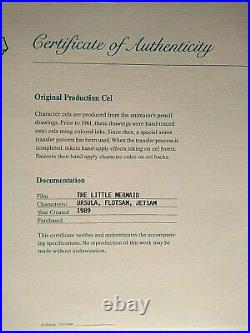 Certificate of Authenticity
Original Production Cel
Character cels are produced from the animator's pencil
drawings. Prior to 1961, these drawings were hand-traced
onto cels using colored inks. Since then, a special xerox
transfer process has been used. When the transfer process is
completed, inkers hand-apply effects inking on cel fronts.
Painters then hand-apply character color on cel backs.
Documentation
Film THE LITTLE MERMAID
Character(s) URSULA, FLOTSAM, JETSAM
Year Created 1989
Purchased
This certificate verifies and authenticates the accom-
panying specifications. No reproduction of this work may be
made without authorization.
© Disney